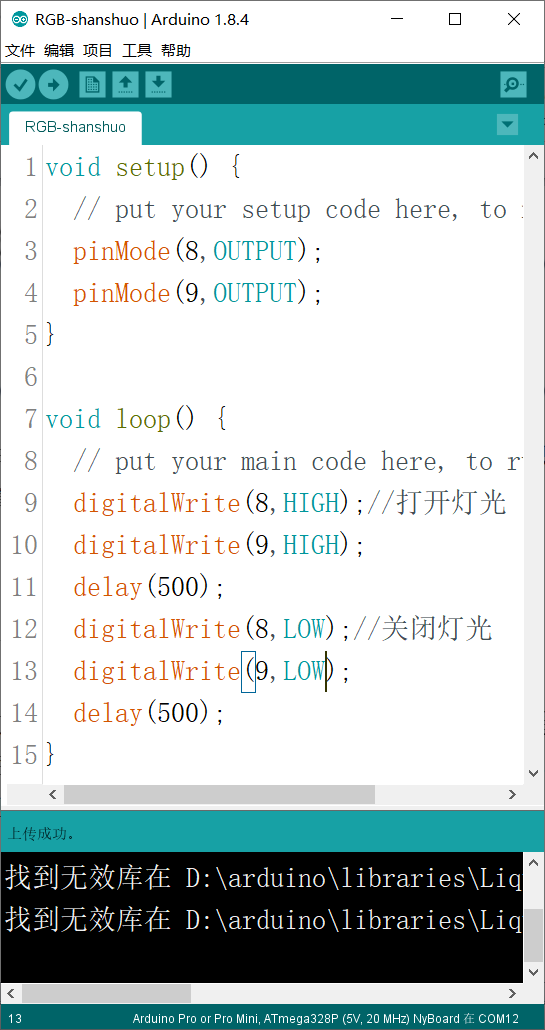 RGB-shanshuo | Arduino 1.8.4
文件 编辑 项目 工具 帮助
RGB-shanshuo
1 void setup() {
2 // put your setup code here, to
3 pinMode(8,OUTPUT);
4 pinMode(9,OUTPUT);
5 }
6
7 void loop() {
8 // put your main code here, to
9 digitalWrite(8,HIGH);//打开灯光
10 digitalWrite(9,HIGH);
11 delay(500);
12 digitalWrite(8,LOW);//关闭灯光
13 digitalWrite(9,LOW);
14 delay(500);
15 }
上传成功。
找到无效库在 D:\arduino\libraries\Liq
找到无效库在 D:\arduino\libraries\Liq
13 Arduino Pro or Pro Mini, ATmega328P (5V, 20 MHz) NyBoard 在 COM12